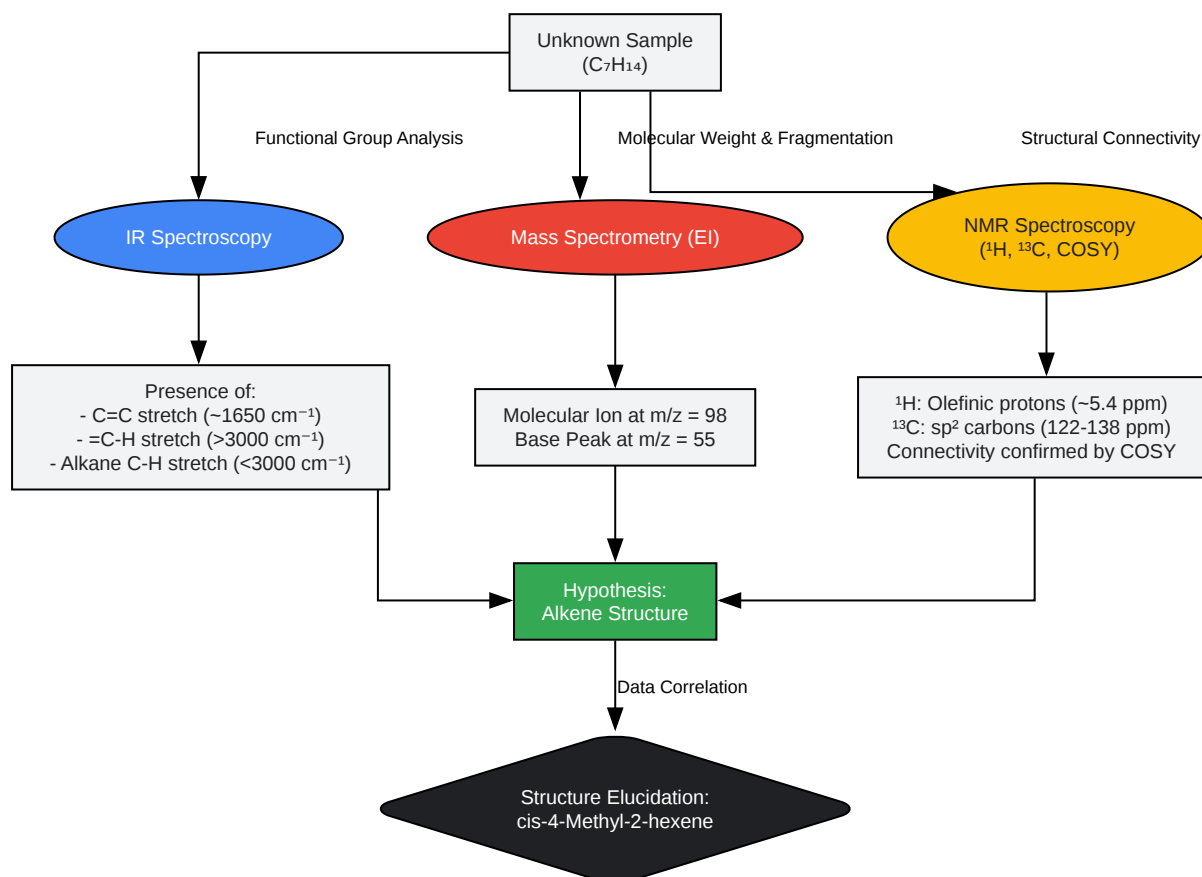 Unknown Sample
(C₇H₁₄)
Functional Group Analysis
Molecular Weight & Fragmentation
Structural Connectivity
IR Spectroscopy
Mass Spectrometry (EI)
NMR Spectroscopy
(¹H, ¹³C, COSY)
Presence of:
- C=C stretch (~1650 cm⁻¹)
- =C-H stretch (>3000 cm⁻¹)
- Alkane C-H stretch (<3000 cm⁻¹)
Molecular Ion at m/z = 98
Base Peak at m/z = 55
¹H: Olefinic protons (~5.4 ppm)
¹³C: sp² carbons (122-138 ppm)
Connectivity confirmed by COSY
Hypothesis:
Alkene Structure
Data Correlation
Structure Elucidation:
cis-4-Methyl-2-hexene